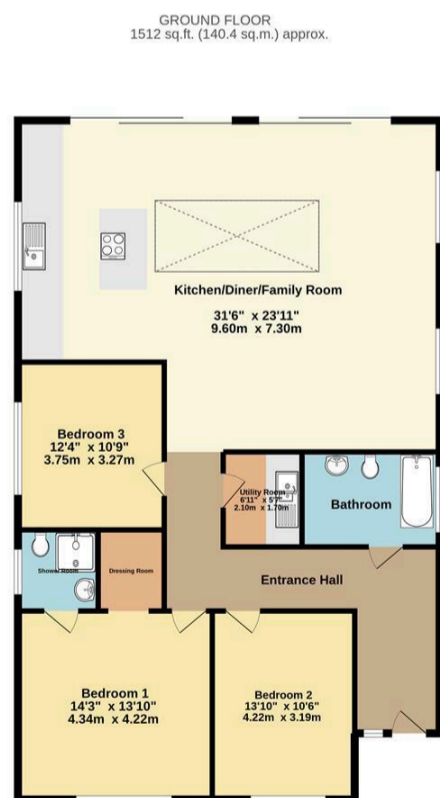 GROUND FLOOR
1512 sq.ft. (140.4 sq.m.) approx.
Kitchen/Diner/Family Room
31'6" x 23'11"
9.60m x 7.30m
Bedroom 3
12'4" x 10'9"
3.75m x 3.27m
Utility Room
6'11" x 5'7"
2.10m x 1.70m
Bathroom
Shower Room
Dressing Room
Entrance Hall
Bedroom 1
14'3" x 13'10"
4.34m x 4.22m
Bedroom 2
13'10" x 10'6"
4.22m x 3.19m